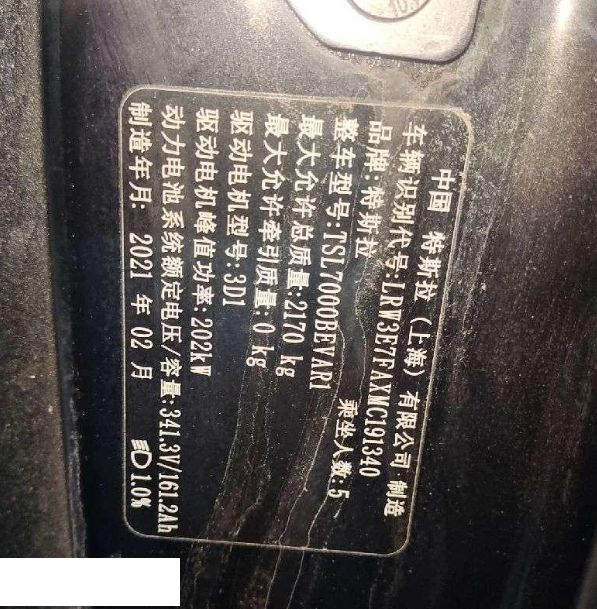 中国 特斯拉（上海）有限公司 制造
车辆识别代号:LRW3E7FAXMC191340
品牌:特斯拉
整车型号:TSL7000BEVAR1 乘坐人数:5
最大允许总质量:2170 kg
最大允许牵引质量:0 kg
驱动电机型号:3D1
驱动电机峰值功率:202kW
动力电池系统额定电压/容量:341.3V/161.2Ah
制造年月: 2021 年 02 月 1.0%